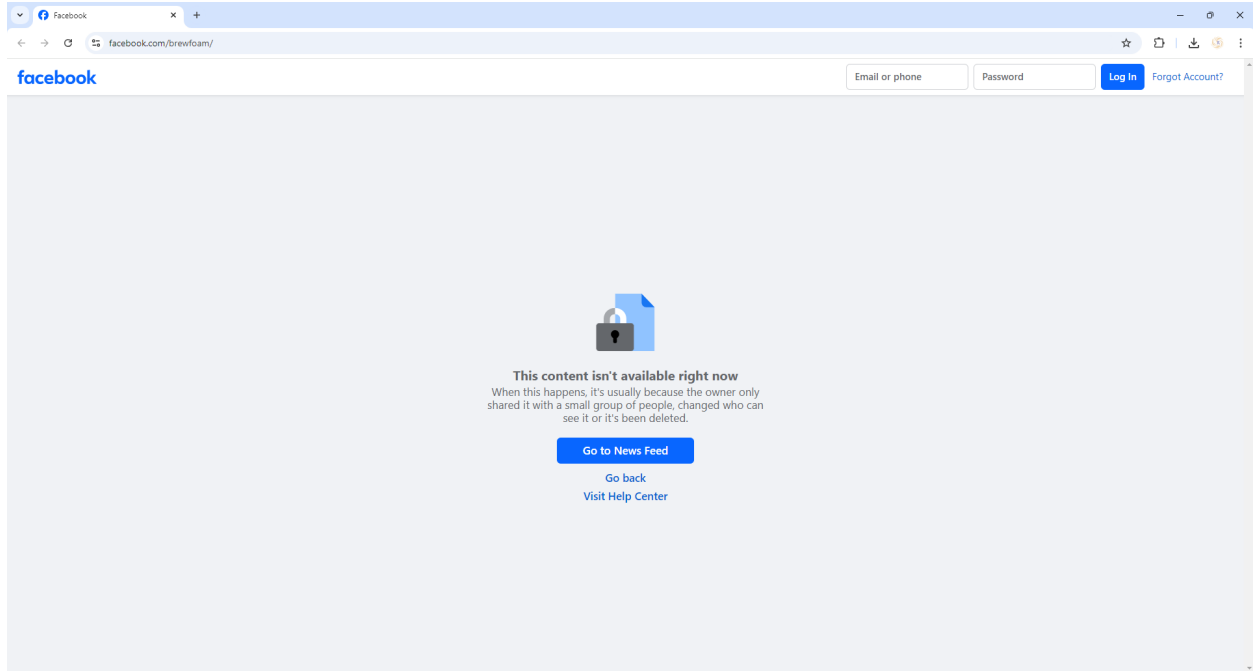 Facebook
facebook.com/brewfoam/
facebook
Email or phone
Password
Log In
Forgot Account?
This content isn't available right now
When this happens, it's usually because the owner only
shared it with a small group of people, changed who can
see it or it's been deleted.
Go to News Feed
Go back
Visit Help Center